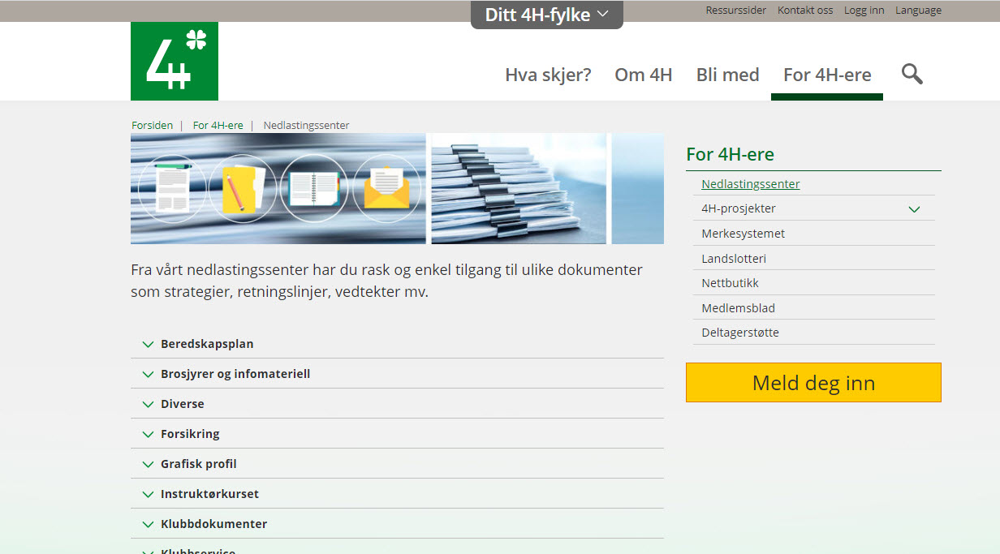 Ditt 4H-fylke
Ressurssider Kontakt oss Logg inn Language
4H
Hva skjer? Om 4H Bli med For 4H-ere
Forsiden | For 4H-ere | Nedlastingssenter
Fra vårt nedlastingssenter har du rask og enkel tilgang til ulike dokumenter
som strategier, retningslinjer, vedtekter mv.
Beredskapsplan
Brosjyrer og infomateriell
Diverse
Forsikring
Grafisk profil
Instruktørkurset
Klubbdokumenter
Klubbservice
For 4H-ere
Nedlastingssenter
4H-prosjekter
Merkesystemet
Landslotteri
Nettbutikk
Medlemsblad
Deltagerstøtte
Meld deg inn